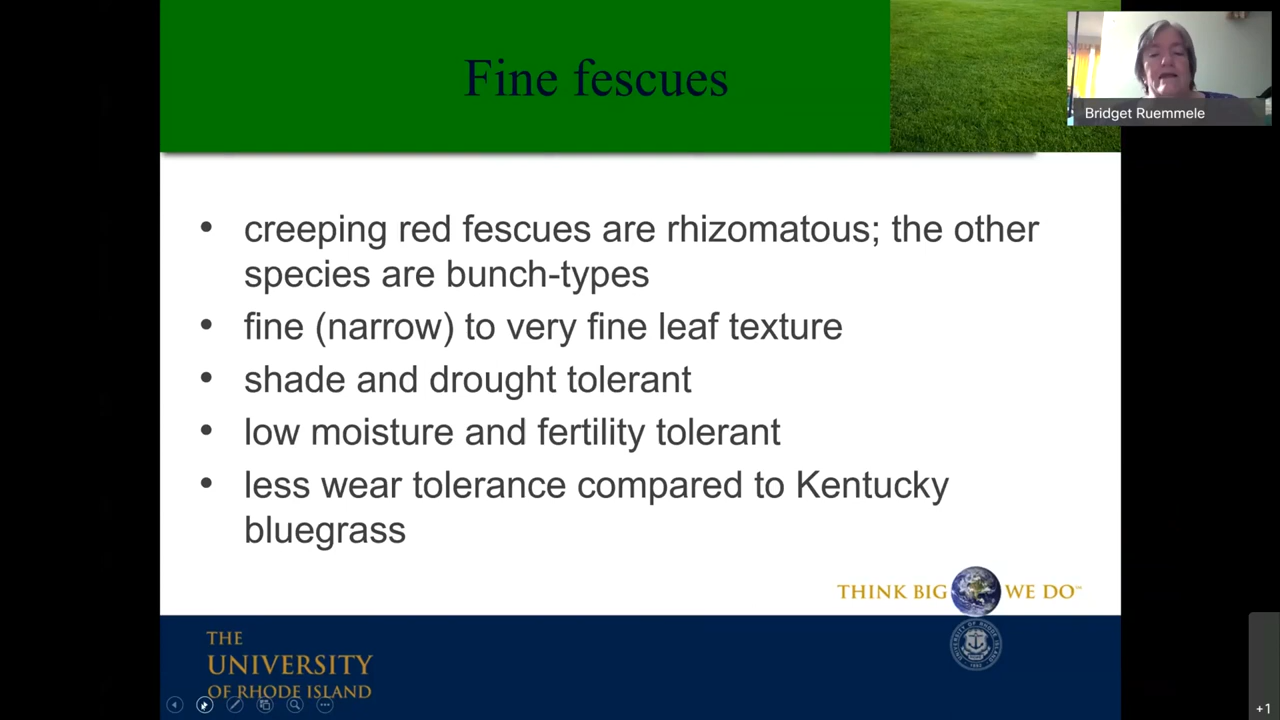 Fine fescues
Bridget Ruemmele
• creeping red fescues are rhizomatous; the other
species are bunch-types
• fine (narrow) to very fine leaf texture
• shade and drought tolerant
• low moisture and fertility tolerant
• less wear tolerance compared to Kentucky
bluegrass
THINK BIG WE DO™
THE
UNIVERSITY
OF RHODE ISLAND
+1